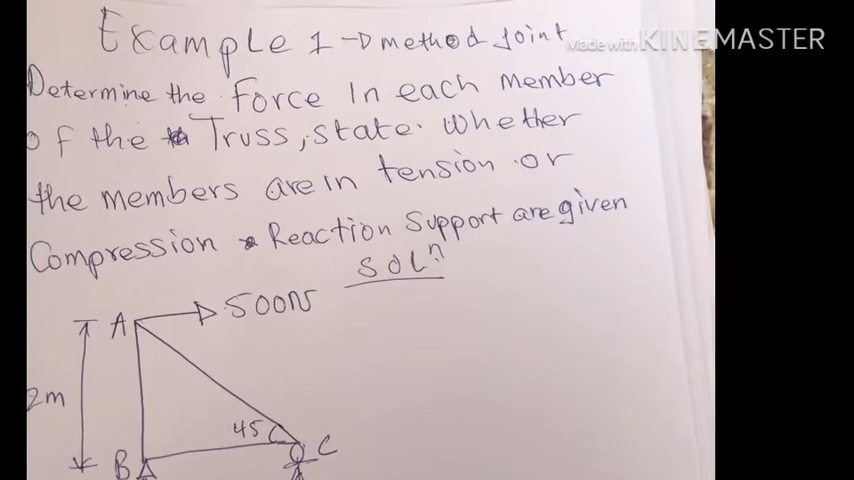 Example 1 → method Joint
Made with KINEMASTER
Determine the Force In each member
of the Truss, state. Whether
the members are in tension or
Compression Reaction Support are given
SOLn
A 500N
2m
45 C
B